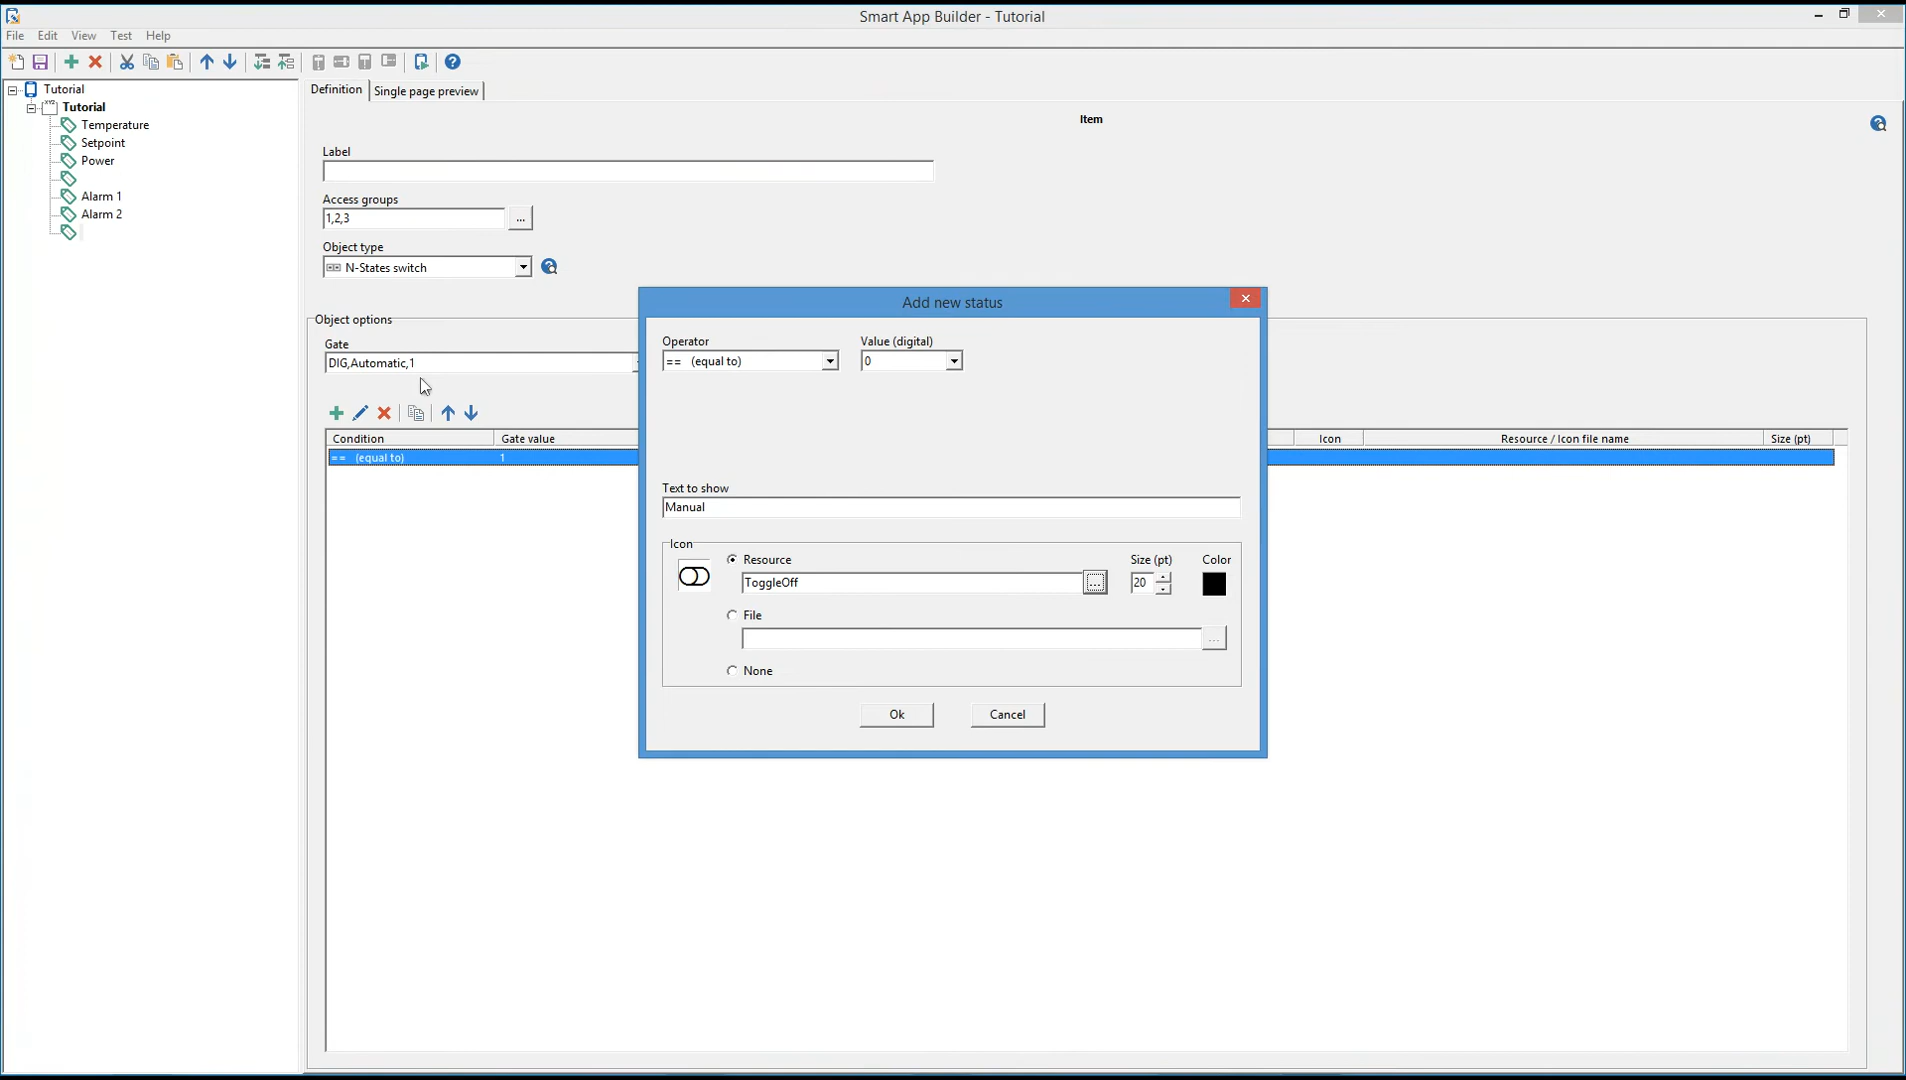 Smart App Builder - Tutorial
File Edit View Test Help
Tutorial
Tutorial
Temperature
Setpoint
Power
Alarm 1
Alarm 2
Definition Single page preview
Item
Label
Access groups
1,2,3 ...
Object type
N-States switch
Object options
Gate
DIG,Automatic,1
Condition Gate value Icon Resource / Icon file name Size (pt)
== (equal to) 1
Add new status
Operator Value (digital)
== (equal to) 0
Text to show
Manual
Icon
Resource Size (pt) Color
ToggleOff ... 20
File
...
None
Ok Cancel